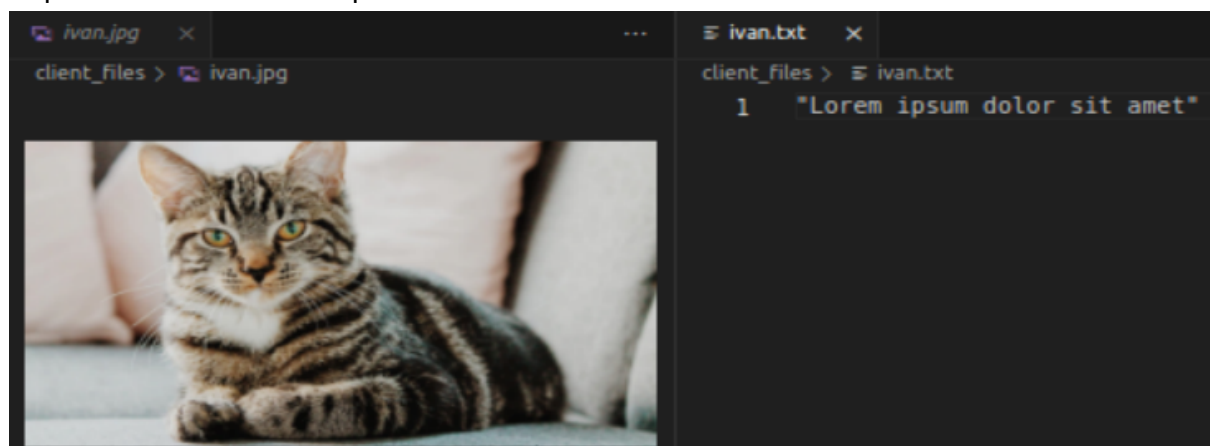 ivan.jpg
client_files > ivan.jpg
ivan.txt
client_files > ivan.txt
1 "Lorem ipsum dolor sit amet"